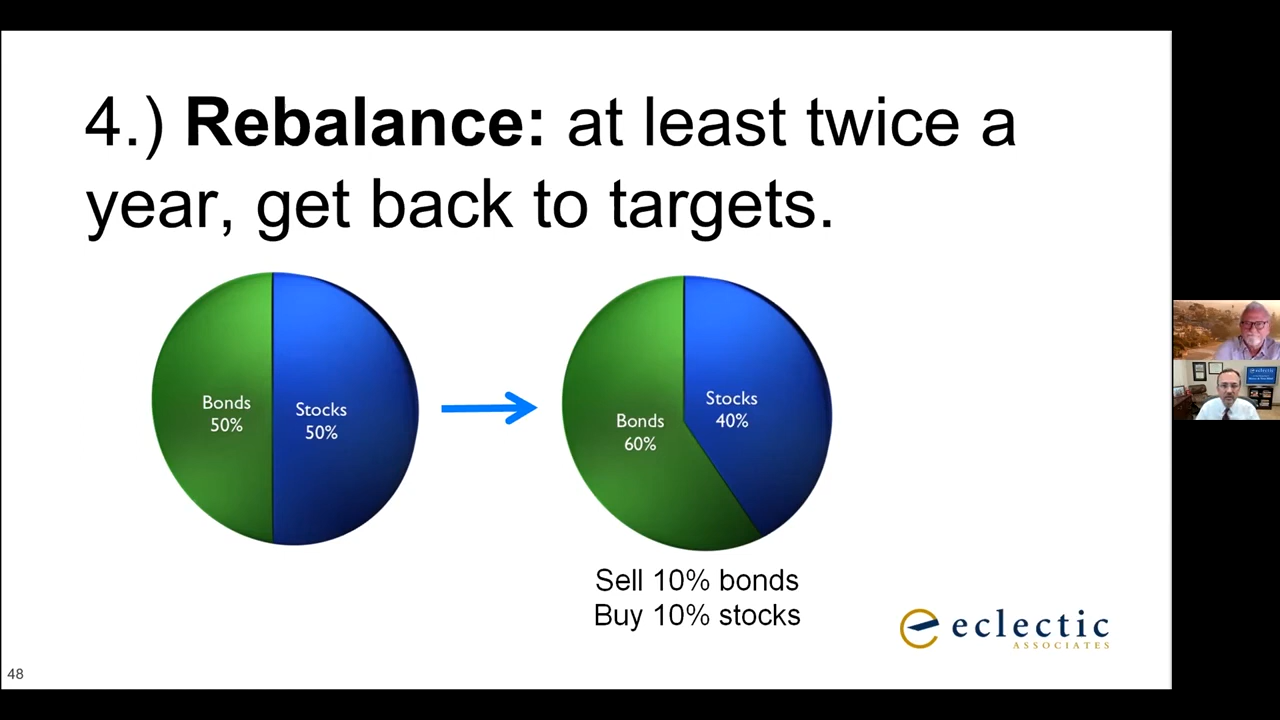 4.) Rebalance: at least twice a
year, get back to targets.
Bonds
50%
Stocks
50%
Bonds
60%
Stocks
40%
Sell 10% bonds
Buy 10% stocks
eclectic
ASSOCIATES
48